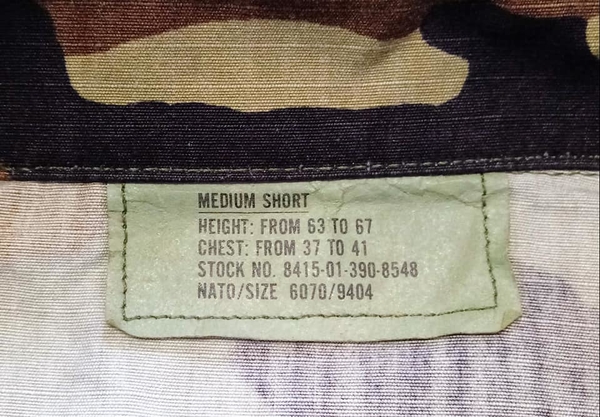 MEDIUM SHORT
HEIGHT: FROM 63 TO 67
CHEST: FROM 37 TO 41
STOCK NO. 8415-01-390-8548
NATO/SIZE 6070/9404